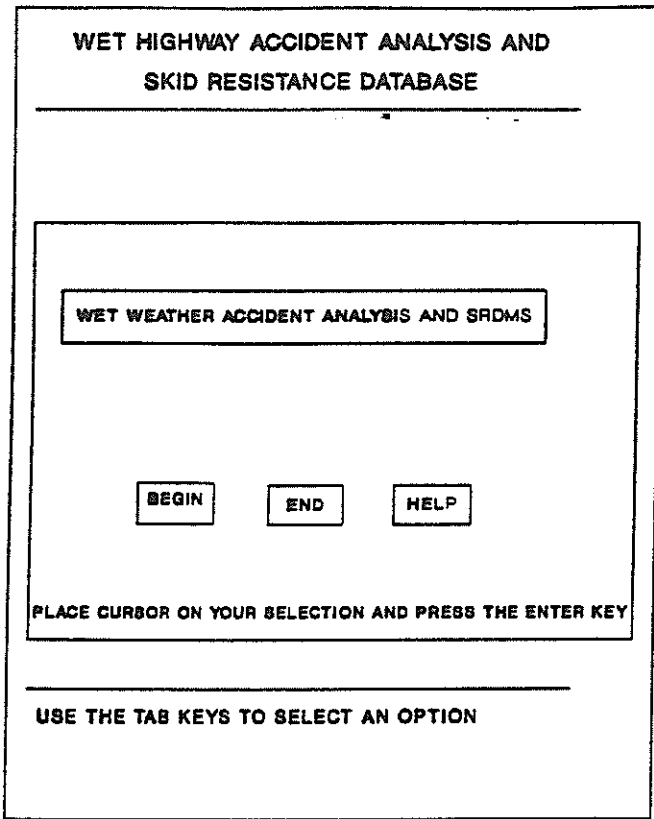 WET HIGHWAY ACCIDENT ANALYSIS AND
SKID RESISTANCE DATABASE
WET WEATHER ACCIDENT ANALYSIS AND SRDMS
BEGIN END HELP
PLACE CURSOR ON YOUR SELECTION AND PRESS THE ENTER KEY
USE THE TAB KEYS TO SELECT AN OPTION